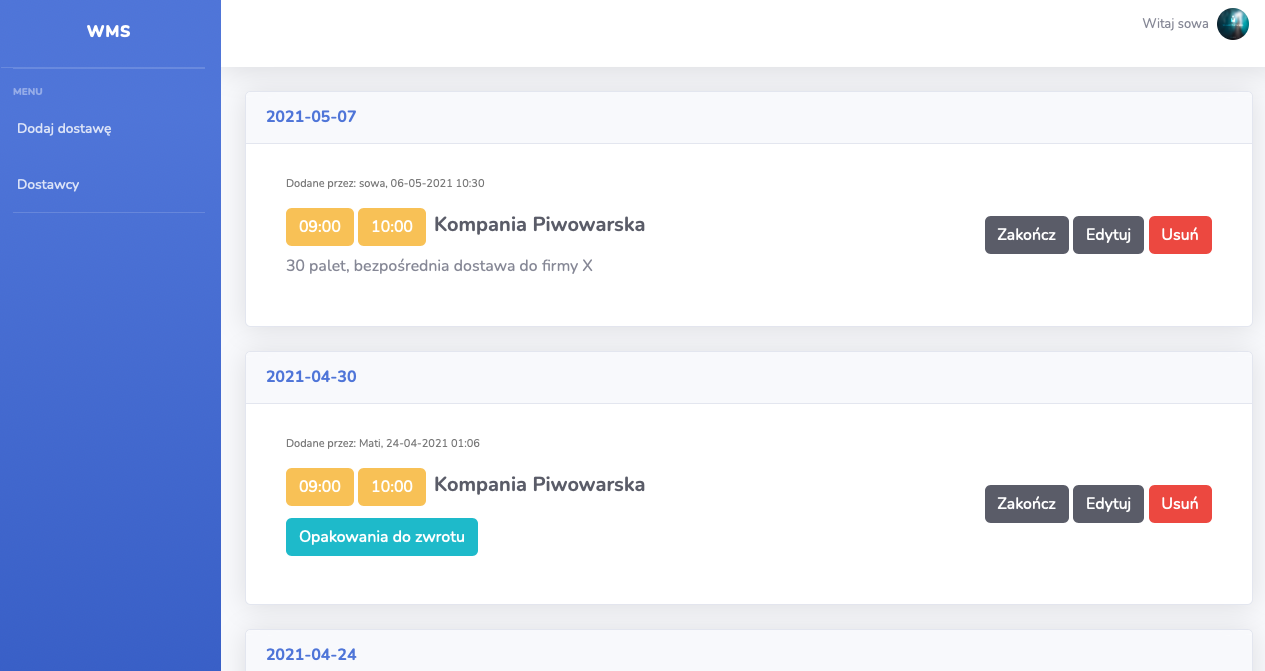 WMS
Witaj sowa
MENU
Dodaj dostawę
Dostawcy
2021-05-07
Dodane przez: sowa, 06-05-2021 10:30
09:00 10:00 Kompania Piwowarska
Zakończ Edytuj Usuń
30 palet, bezpośrednia dostawa do firmy X
2021-04-30
Dodane przez: Mati, 24-04-2021 01:06
09:00 10:00 Kompania Piwowarska
Zakończ Edytuj Usuń
Opakowania do zwrotu
2021-04-24